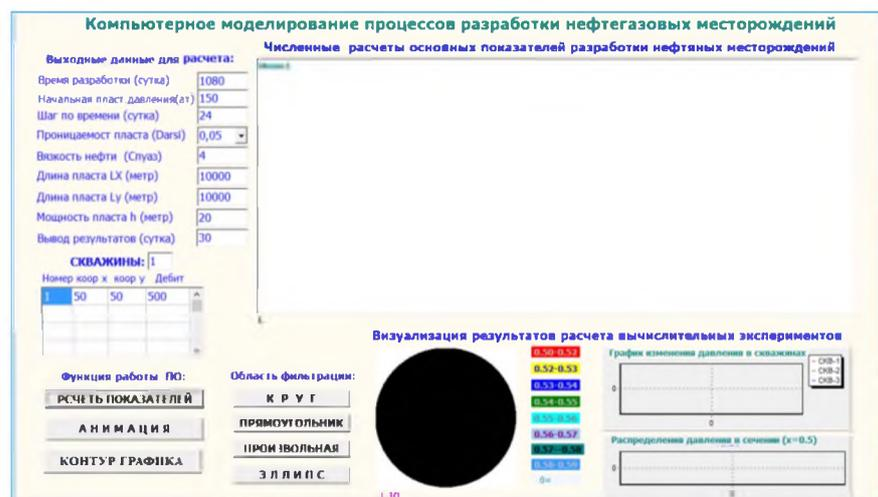 Компьютерное моделирование процессов разработки нефтегазовых месторождений
Численные расчеты основных показателей разработки нефтяных месторождений
Выходные данные для расчета:
Время разработки (сутка) 1080
Начальная пласт давления(ат) 150
Шаг по времени (сутка) 24
Проницаемост пласта (Darsi) 0,05
Вязкость нефти (Спуаз) 4
Длина пласта LX (метр) 10000
Длина пласта Ly (метр) 10000
Мощность пласта h (метр) 20
Вывод результатов (сутка) 30
СКВАЖИНЫ: 1
Номер коор x коор y Дебит
1 50 50 500
Визуализация результатов расчета вычислительных экспериментов
Функция работы ПО:
РСЧЕТЬ ПОКАЗАТЕЛЕЙ
АНИМАЦИЯ
КОНТУР ГРАФИКА
Область фильтрации:
КРУГ
ПРЯМОУГОЛЬНИК
ПРОИЗВОЛЬНАЯ
ЭЛЛИПС
0.50-0.52
0.52-0.53
0.53-0.54
0.54-0.55
0.55-0.56
0.56-0.57
0.57--0.58
0.58-0.59
0=
График изменения давления в скважинах
СКВ-1
СКВ-2
СКВ-3
0
0
Распределения давления в сечении (x=0.5)
0